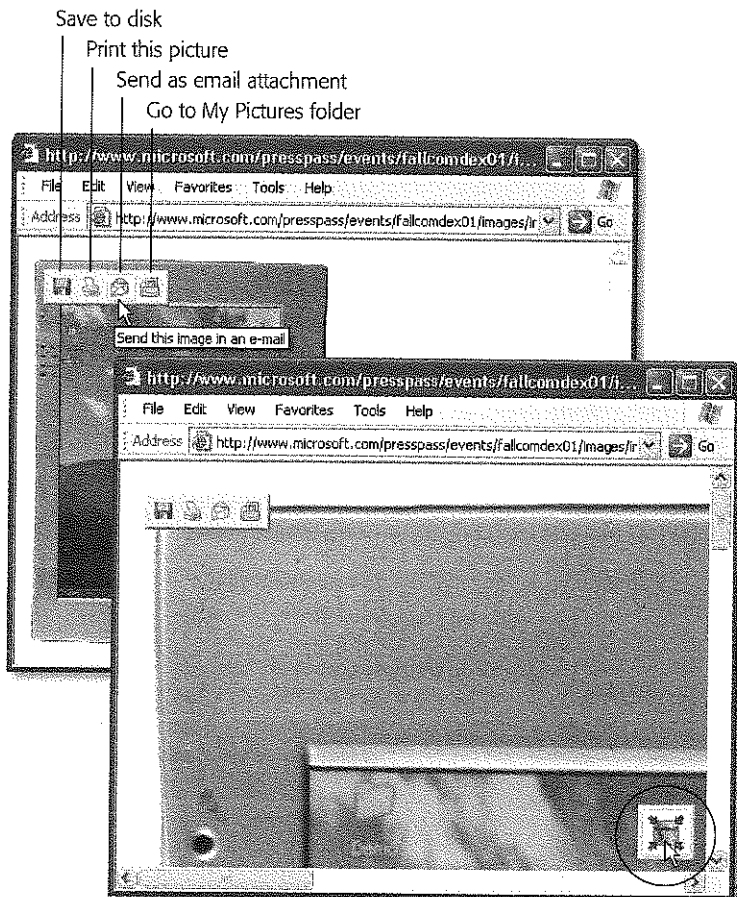 Save to disk
Print this picture
Send as email attachment
Go to My Pictures folder
http://www.microsoft.com/presspass/events/fallcomdex01/i...
File Edit View Favorites Tools Help
Address http://www.microsoft.com/presspass/events/fallcomdex01/images/ir Go
Send this image in an e-mail
http://www.microsoft.com/presspass/events/fallcomdex01/i...
File Edit View Favorites Tools Help
Address http://www.microsoft.com/presspass/events/fallcomdex01/images/ir Go